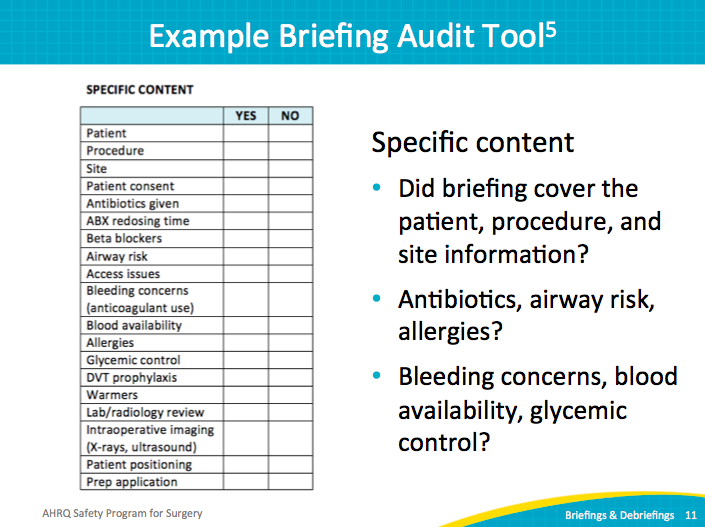 Example Briefing Audit Tool5
SPECIFIC CONTENT
YES NO
Patient
Procedure
Site
Patient consent
Antibiotics given
ABX redosing time
Beta blockers
Airway risk
Access issues
Bleeding concerns
(anticoagulant use)
Blood availability
Allergies
Glycemic control
DVT prophylaxis
Warmers
Lab/radiology review
Intraoperative imaging
(X-rays, ultrasound)
Patient positioning
Prep application
Specific content
• Did briefing cover the
patient, procedure, and
site information?
• Antibiotics, airway risk,
allergies?
• Bleeding concerns, blood
availability, glycemic
control?
AHRQ Safety Program for Surgery
Briefings & Debriefings 11